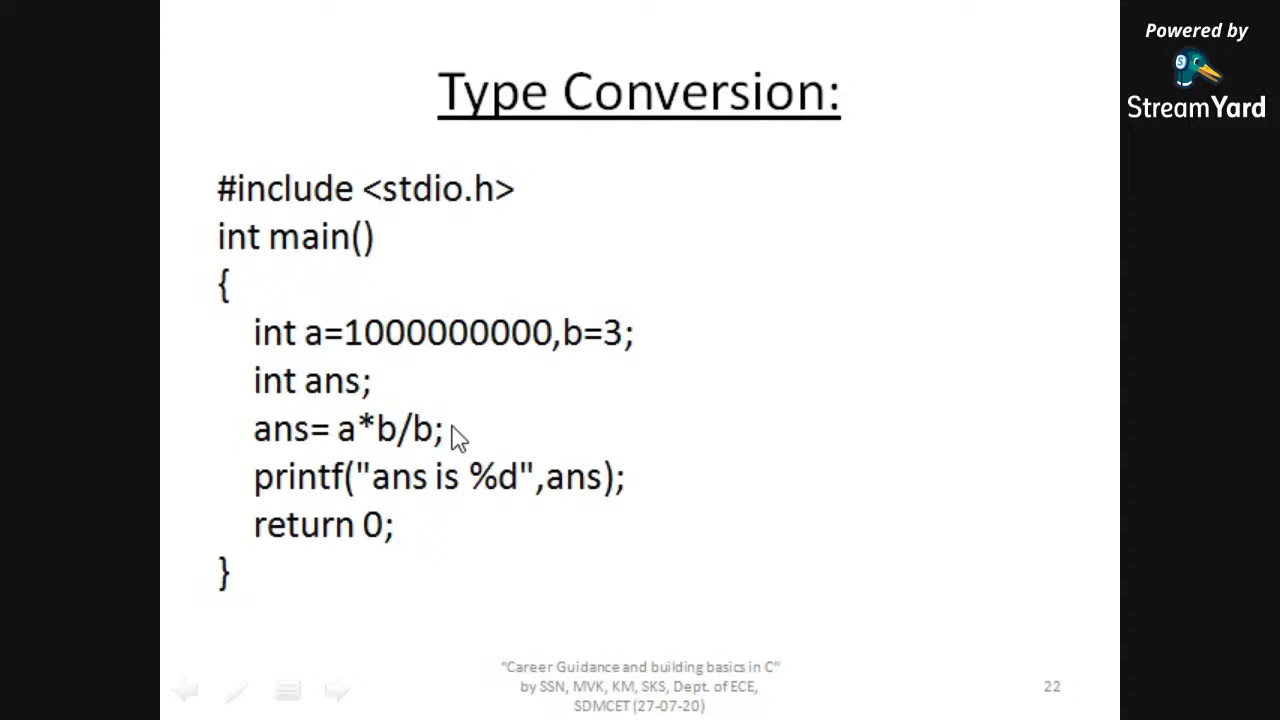 Powered by
StreamYard
Type Conversion:
#include <stdio.h>
int main()
{
int a=1000000000,b=3;
int ans;
ans= a*b/b;
printf("ans is %d",ans);
return 0;
}
"Career Guidance and building basics in C"
by SSN, MVK, KM, SKS, Dept. of ECE,
SDMCET (27-07-20)
22